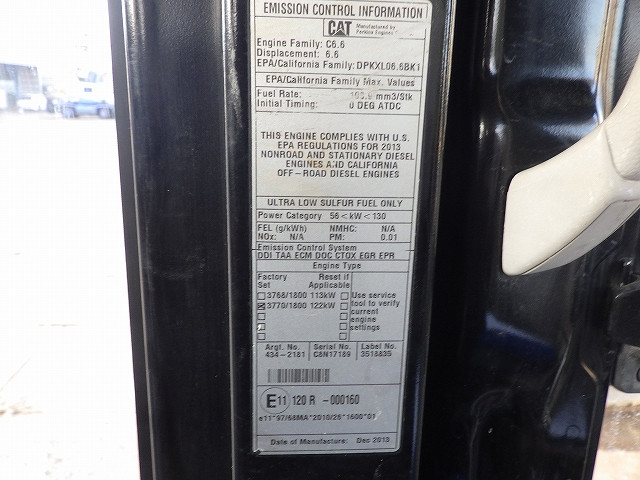 EMISSION CONTROL INFORMATION
CAT Manufactured by
Perkins Engines
Engine Family: C6.6
Displacement: 6.6
EPA/California Family: DPKXL06.6BK1
EPA/California Family Max. Values
Fuel Rate: mm3/Stk
Initial Timing: 0 DEG ATDC
THIS ENGINE COMPLIES WITH U.S.
EPA REGULATIONS FOR 2013
NONROAD AND STATIONARY DIESEL
ENGINES AND CALIFORNIA
OFF-ROAD DIESEL ENGINES
ULTRA LOW SULFUR FUEL ONLY
Power Category 56<kW<130
FEL (g/kWh) NMHC: N/A
NOx: N/A PM: 0.01
Emission Control System
DDI TAA ECM DOC CTOX EGR EPR
Engine Type
Factory Set
Reset if Applicable
3768/1800 113kW
3770/1800 122kW
Use service
tool to verify
current
engine
settings
Argt. No. Serial No. Label No.
434-2181 C8N17189 3518835
E11 120 R -000160
e11*97/68MA*2010/26*1600*01
Date of Manufacture: Dec 2013